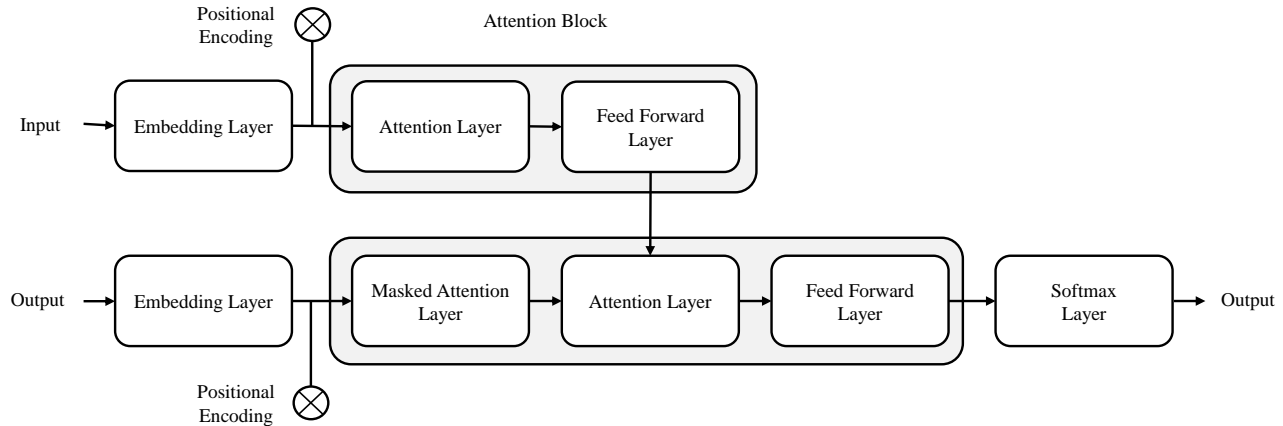 Positional
Encoding
Attention Block
Input
Embedding Layer
Attention Layer
Feed Forward
Layer
Output
Embedding Layer
Masked Attention
Layer
Attention Layer
Feed Forward
Layer
Softmax
Layer
Output
Positional
Encoding